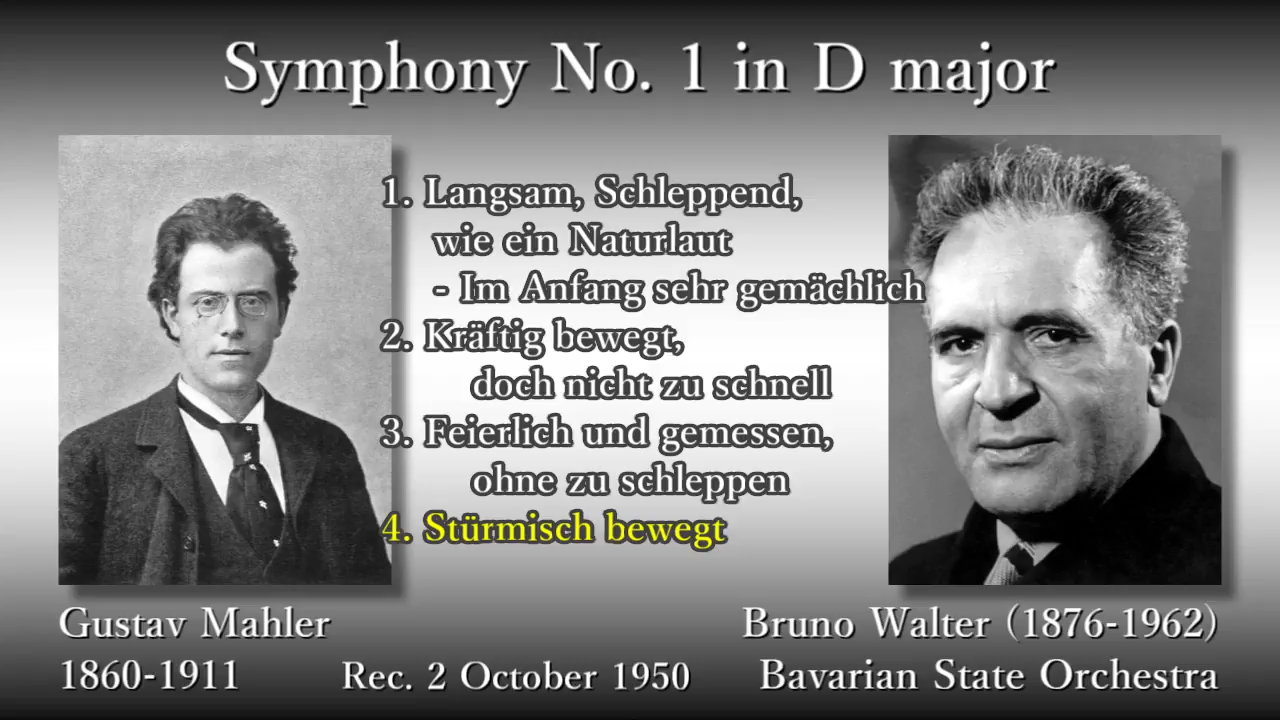 Symphony No. 1 in D major
1. Langsam, Schleppend,
wie ein Naturlaut
- Im Anfang sehr gemächlich
2. Kräftig bewegt,
doch nicht zu schnell
3. Feierlich und gemessen,
ohne zu schleppen
4. Stürmisch bewegt
Gustav Mahler
1860-1911
Rec. 2 October 1950
Bruno Walter (1876-1962)
Bavarian State Orchestra